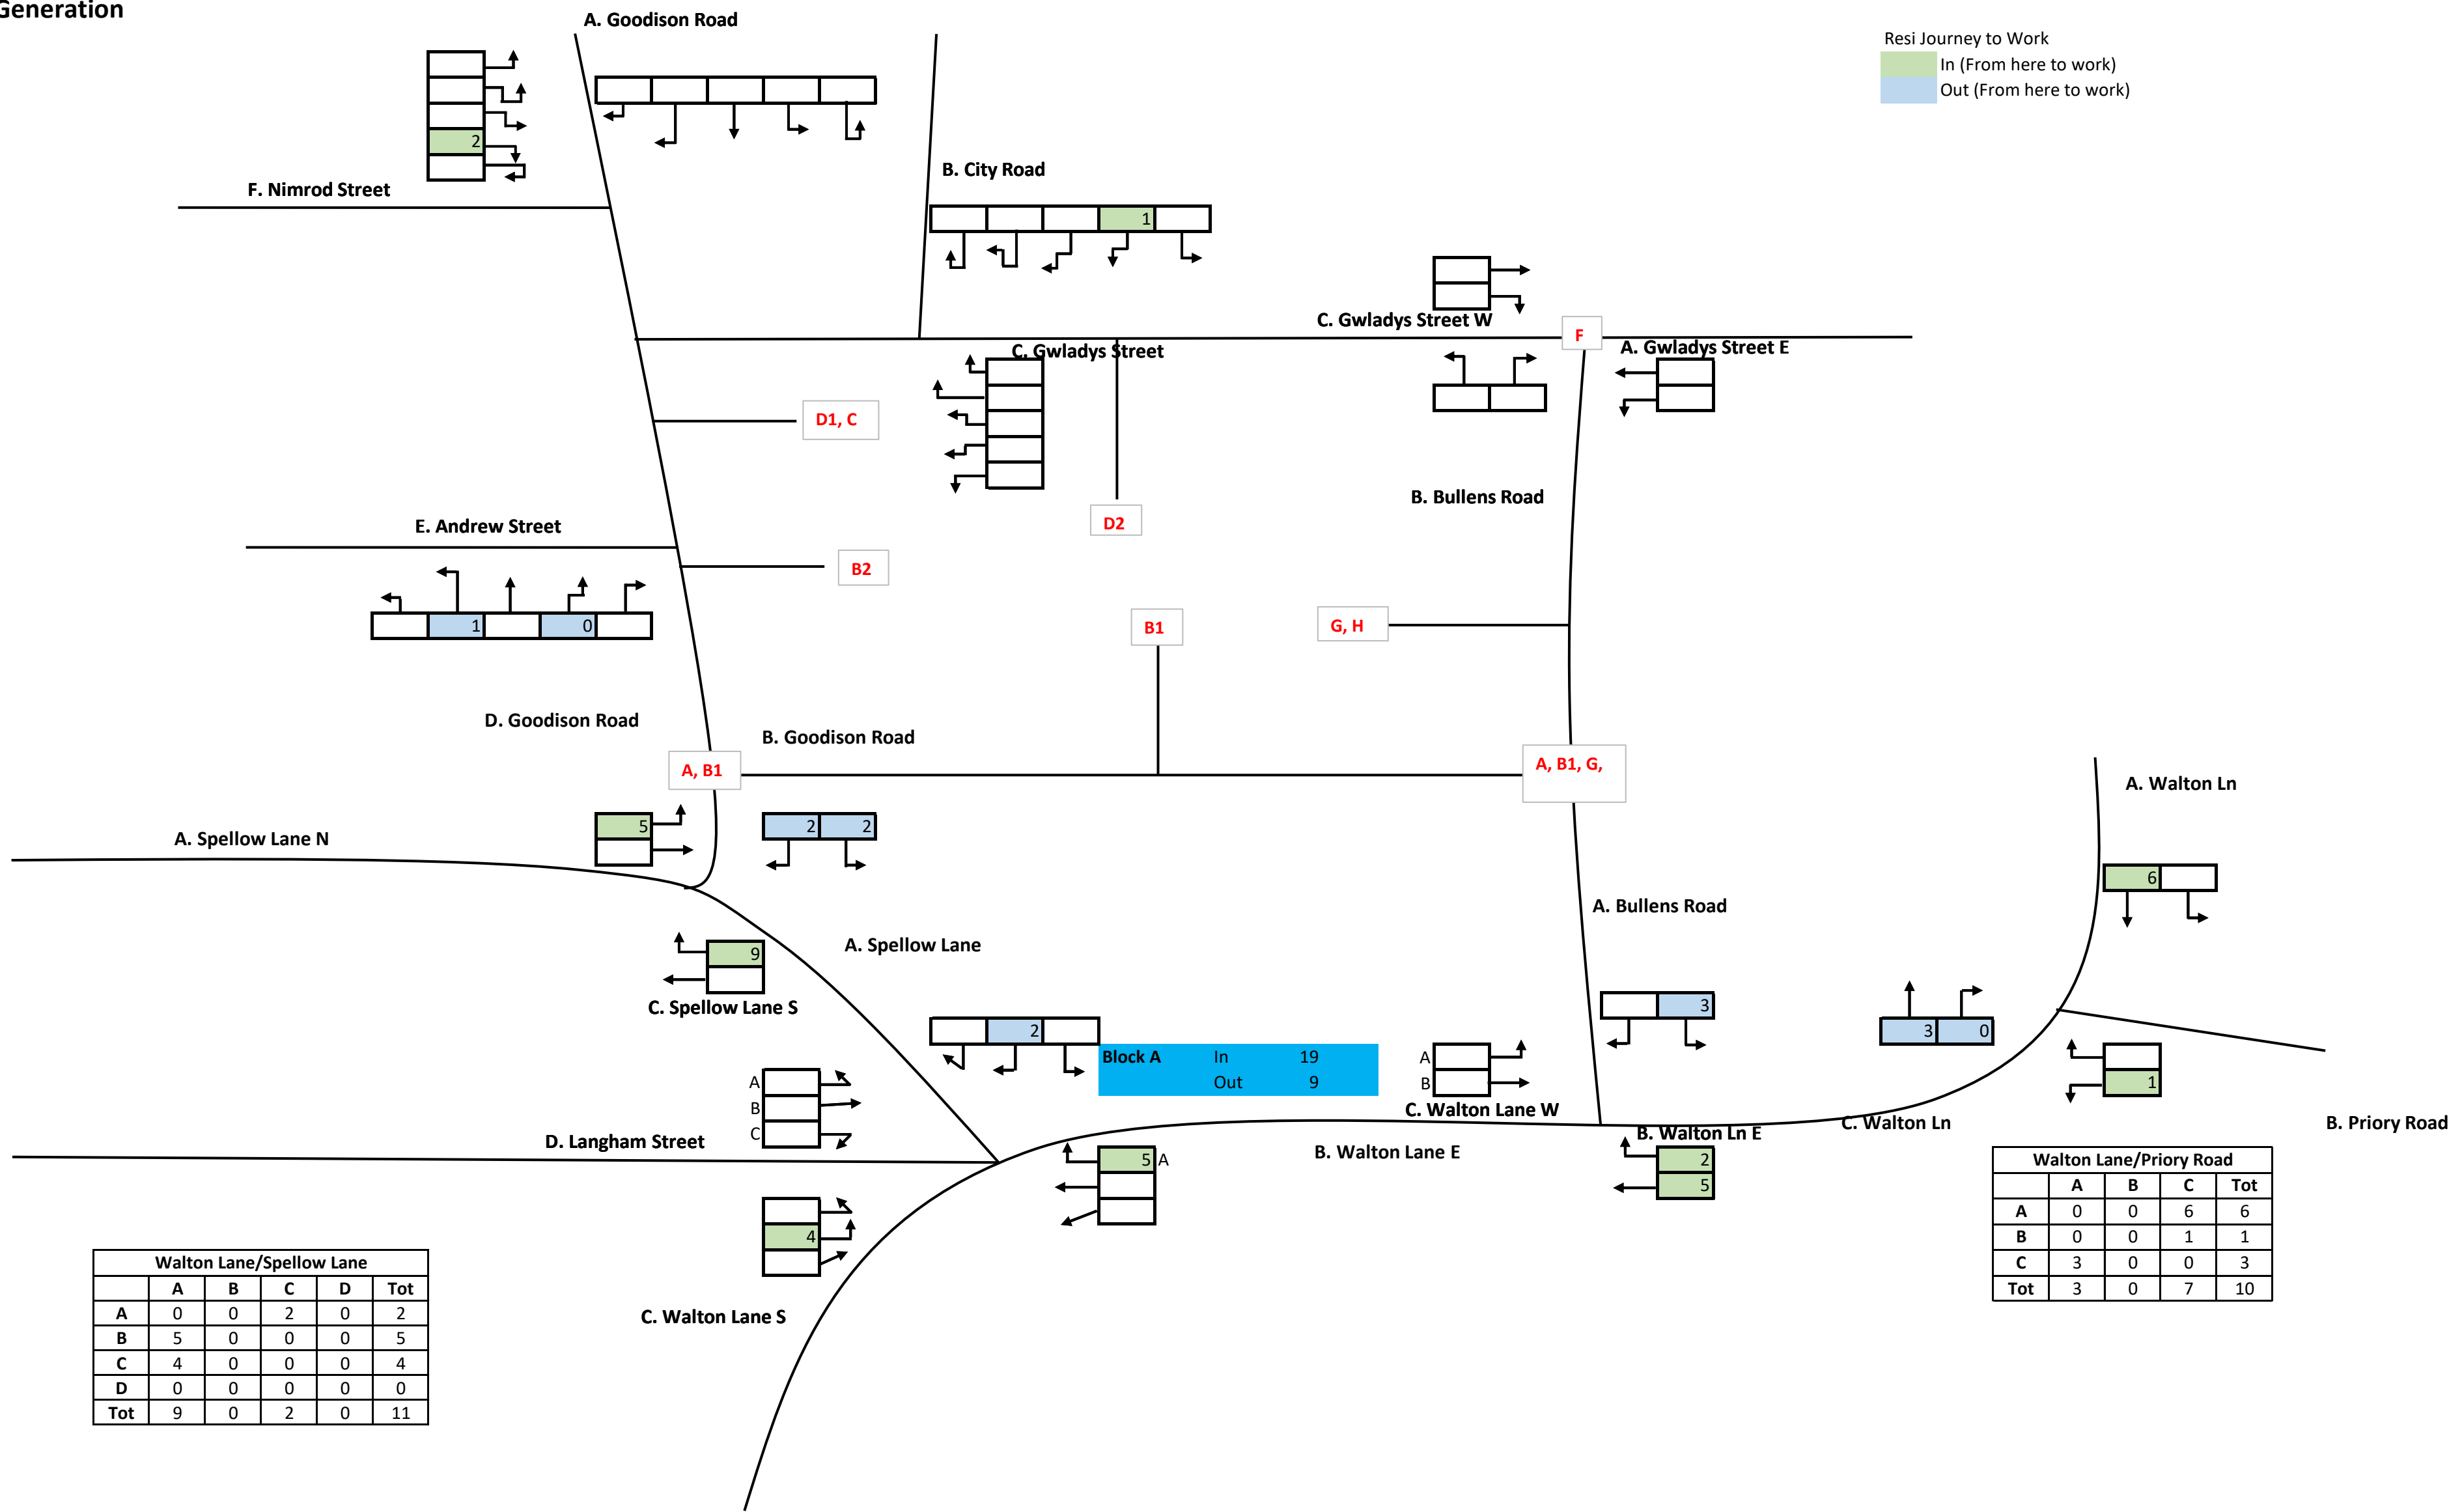 Generation
A. Goodison Road
Resi Journey to Work
In (From here to work)
Out (From here to work)
2
B. City Road
F. Nimrod Street
1
C. Gwladys Street W
F
C. Gwladys Street
A. Gwladys Street E
D1, C
B. Bullens Road
E. Andrew Street
D2
B2
1 0
B1
G, H
D. Goodison Road
B. Goodison Road
A, B1
A, B1, G,
A. Walton Ln
5
2 2
A. Spellow Lane N
6
A. Bullens Road
A. Spellow Lane
9
C. Spellow Lane S
3
2
3 0
Block A In 19
Out 9
A
B
C. Walton Lane W
1
A
B
C
D. Langham Street
C. Walton Ln
B. Priory Road
B. Walton Ln E
B. Walton Lane E
5 A
2
5
4
C. Walton Lane S
Walton Lane/Priory Road
A B C Tot
A 0 0 6 6
B 0 0 1 1
C 3 0 0 3
Tot 3 0 7 10
Walton Lane/Spellow Lane
A B C D Tot
A 0 0 2 0 2
B 5 0 0 0 5
C 4 0 0 0 4
D 0 0 0 0 0
Tot 9 0 2 0 11